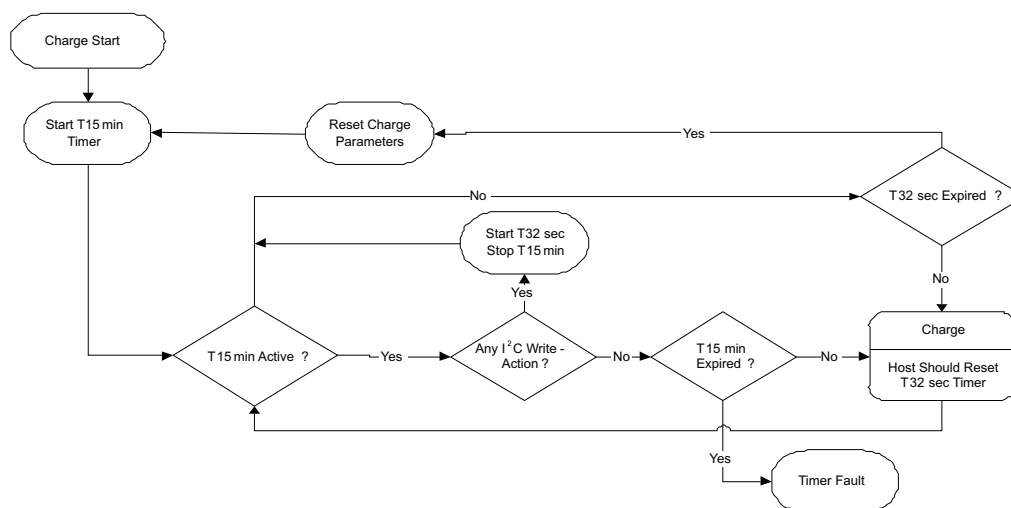 Charge Start
Start T15 min
Timer
Reset Charge
Parameters
Yes
No
T32 sec Expired ?
Start T32 sec
Stop T15 min
Yes
No
T15 min Active ?
Yes
Any I²C Write -
Action ?
No
T15 min
Expired ?
No
Charge
Host Should Reset
T32 sec Timer
Yes
Timer Fault